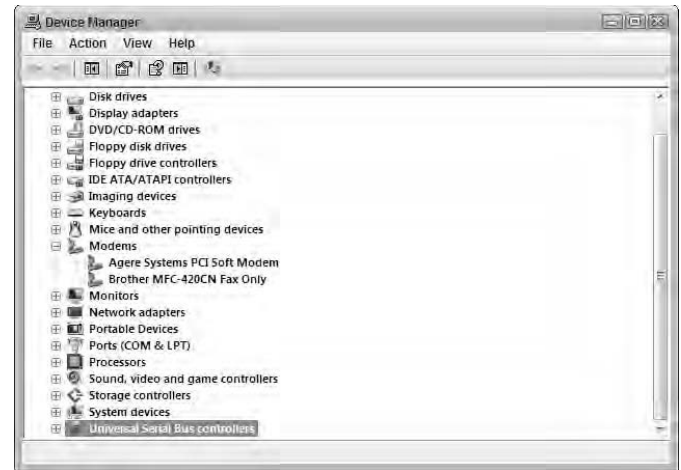 Device Manager
File Action View Help
Disk drives
Display adapters
DVD/CD-ROM drives
Floppy disk drives
Floppy drive controllers
IDE ATA/ATAPI controllers
Imaging devices
Keyboards
Mice and other pointing devices
Modems
Agere Systems PCI Soft Modem
Brother MFC-420CN Fax Only
Monitors
Network adapters
Portable Devices
Ports (COM & LPT)
Processors
Sound, video and game controllers
Storage controllers
System devices
Universal Serial Bus controllers